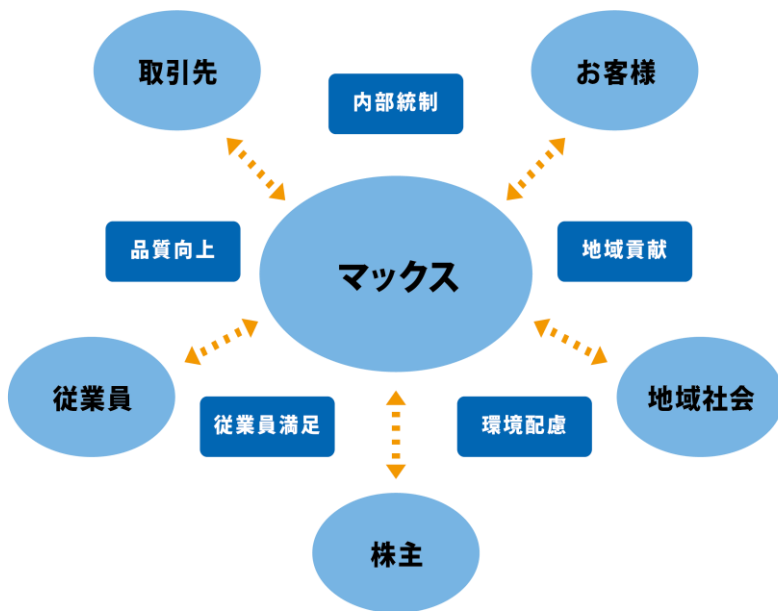 取引先
お客様
内部統制
品質向上
地域貢献
マックス
従業員
地域社会
従業員満足
環境配慮
株主